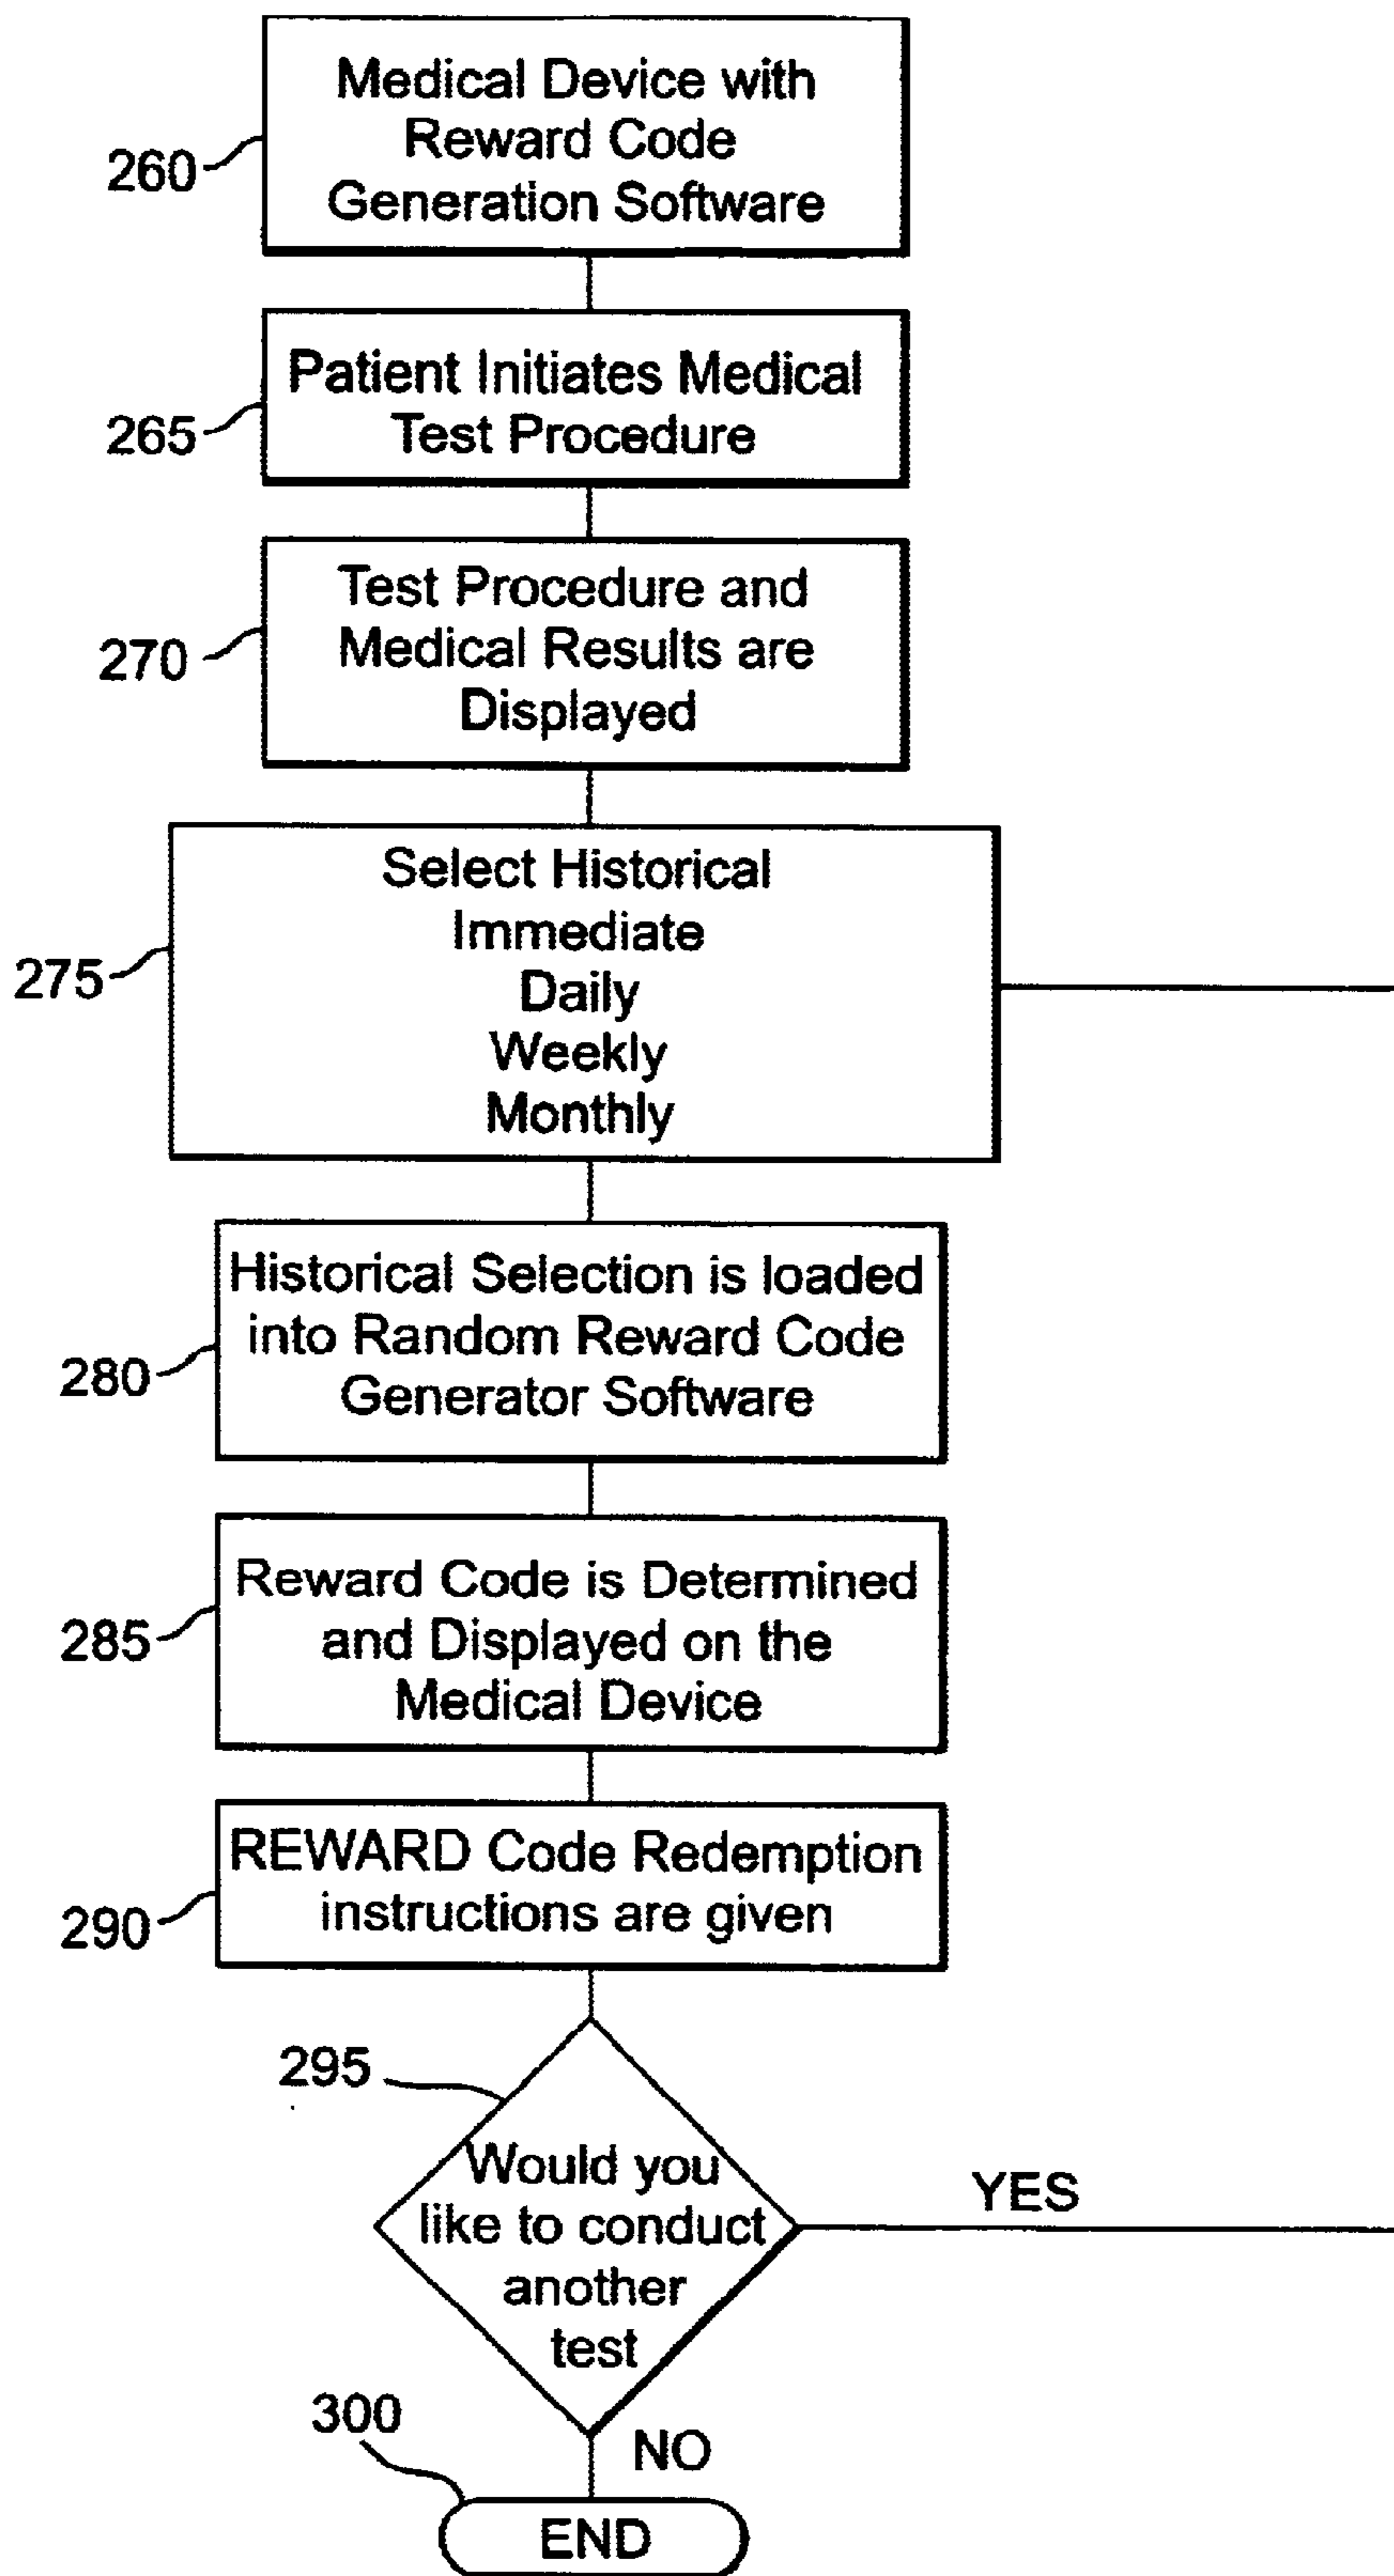 Medical Device with
Reward Code
Generation Software
260
Patient Initiates Medical
Test Procedure
265
Test Procedure and
Medical Results are
Displayed
270
Select Historical
Immediate
Daily
Weekly
Monthly
275
Historical Selection is loaded
into Random Reward Code
Generator Software
280
Reward Code is Determined
and Displayed on the
Medical Device
285
REWARD Code Redemption
instructions are given
290
295
Would you
like to conduct
another
test
YES
NO
300
END